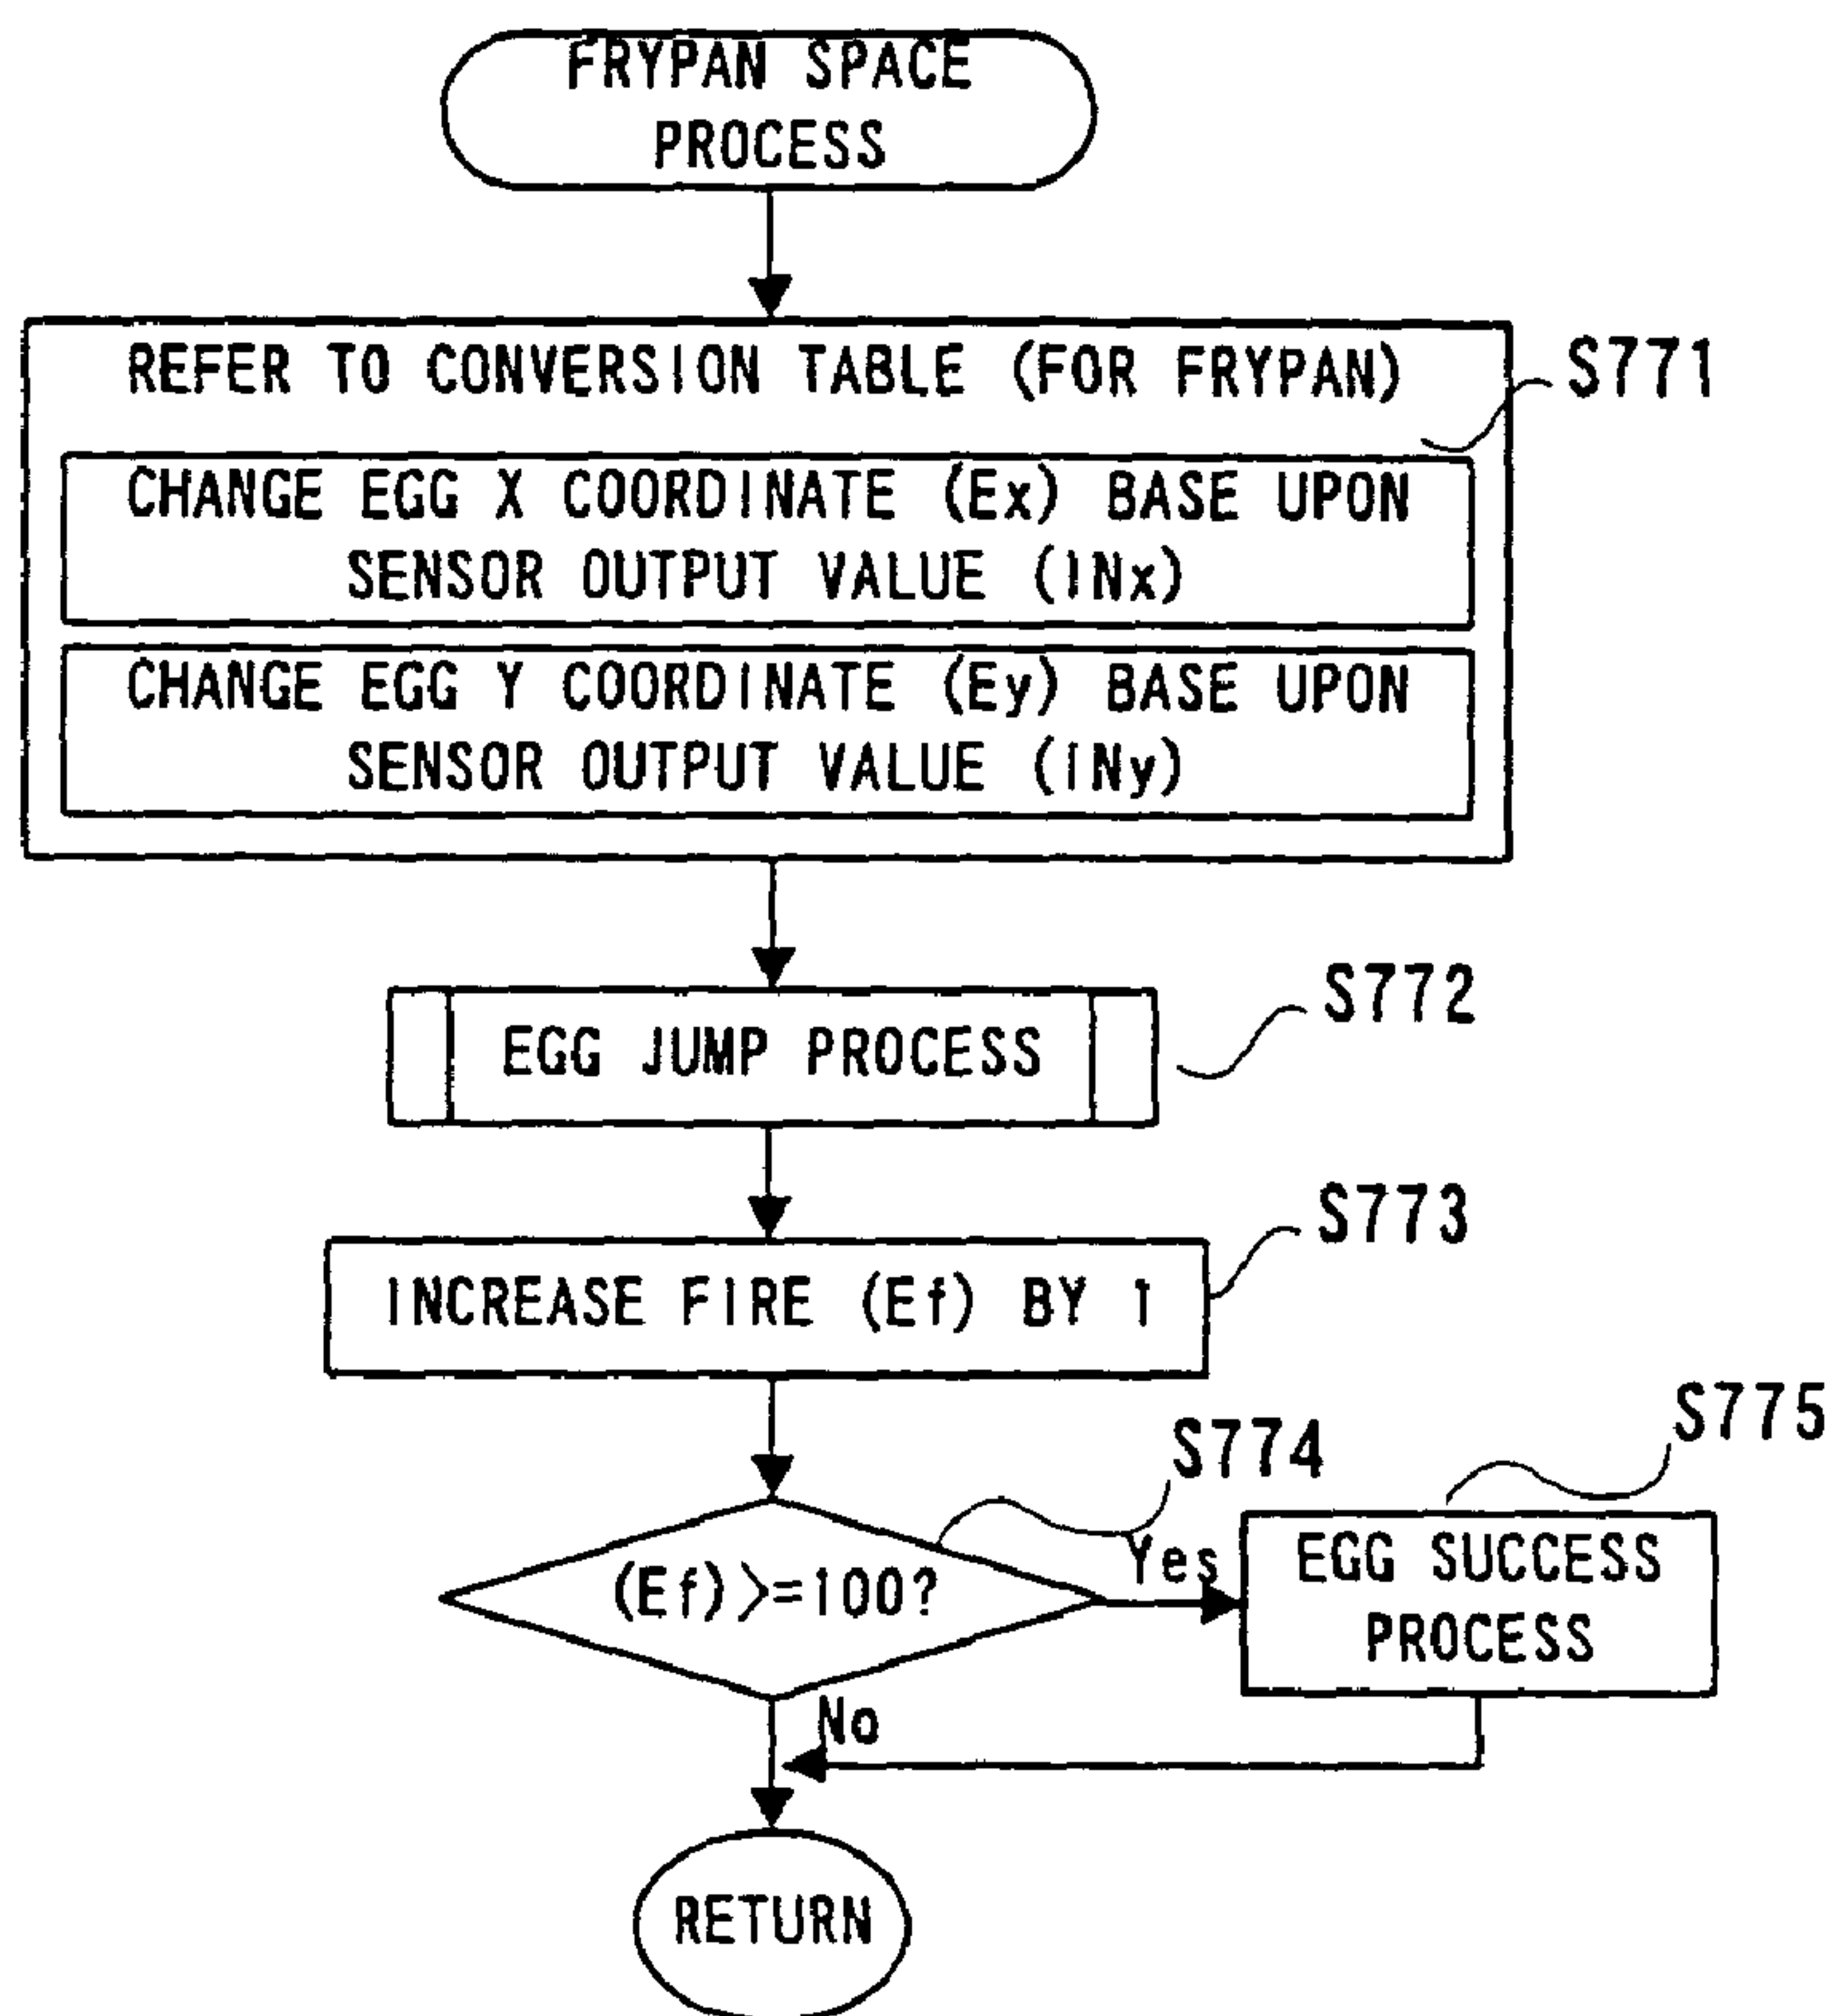 FRYPAN SPACE
PROCESS
REFER TO CONVERSION TABLE (FOR FRYPAN)
S771
CHANGE EGG X COORDINATE (Ex) BASE UPON
SENSOR OUTPUT VALUE (INx)
CHANGE EGG Y COORDINATE (Ey) BASE UPON
SENSOR OUTPUT VALUE (INy)
S772
EGG JUMP PROCESS
S773
INCREASE FIRE (Ef) BY 1
S774
S775
(Ef)>=100?
Yes
EGG SUCCESS
PROCESS
No
RETURN